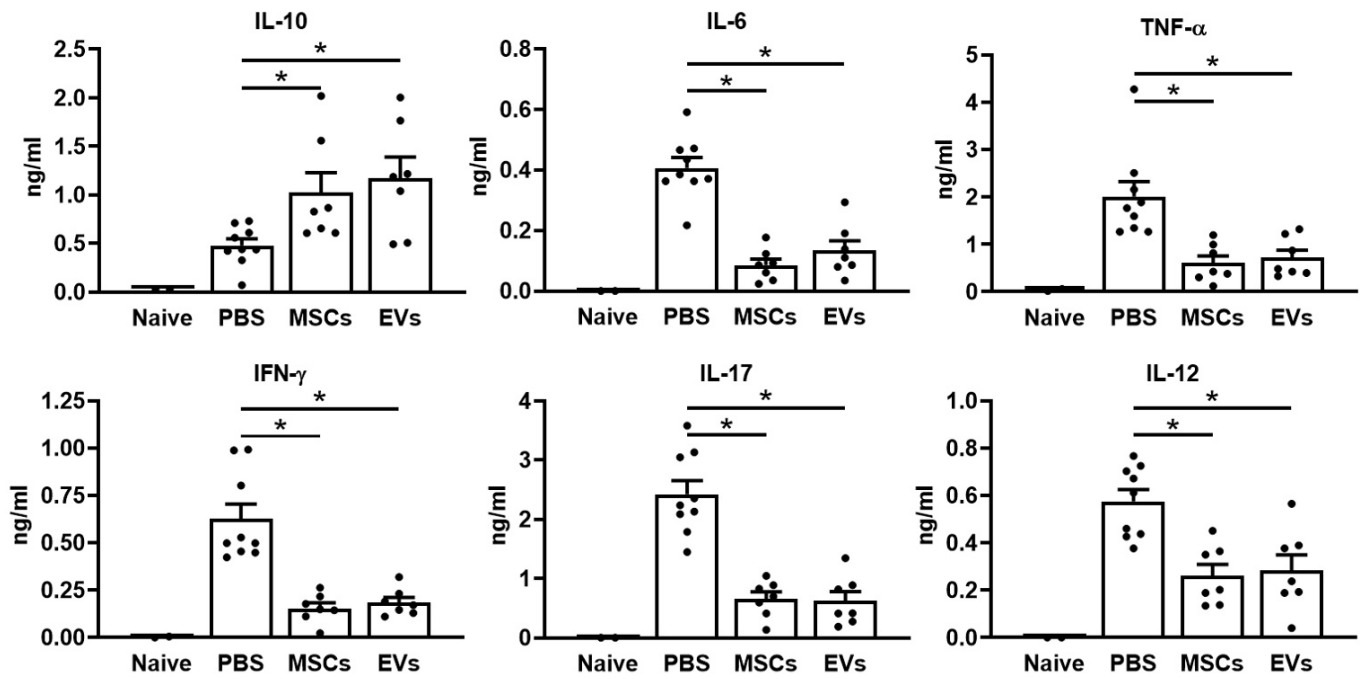 IL-10
2.5
2.0
1.5
1.0
0.5
0.0
ng/ml
*
*
Naive PBS MSCs EVs
IL-6
0.8
0.6
0.4
0.2
0.0
ng/ml
*
*
Naive PBS MSCs EVs
TNF-α
5
4
3
2
1
0
ng/ml
*
*
Naive PBS MSCs EVs
IFN-γ
1.25
1.00
0.75
0.50
0.25
0.00
ng/ml
*
*
Naive PBS MSCs EVs
IL-17
4
3
2
1
0
ng/ml
*
*
Naive PBS MSCs EVs
IL-12
1.0
0.8
0.6
0.4
0.2
0.0
ng/ml
*
*
Naive PBS MSCs EVs